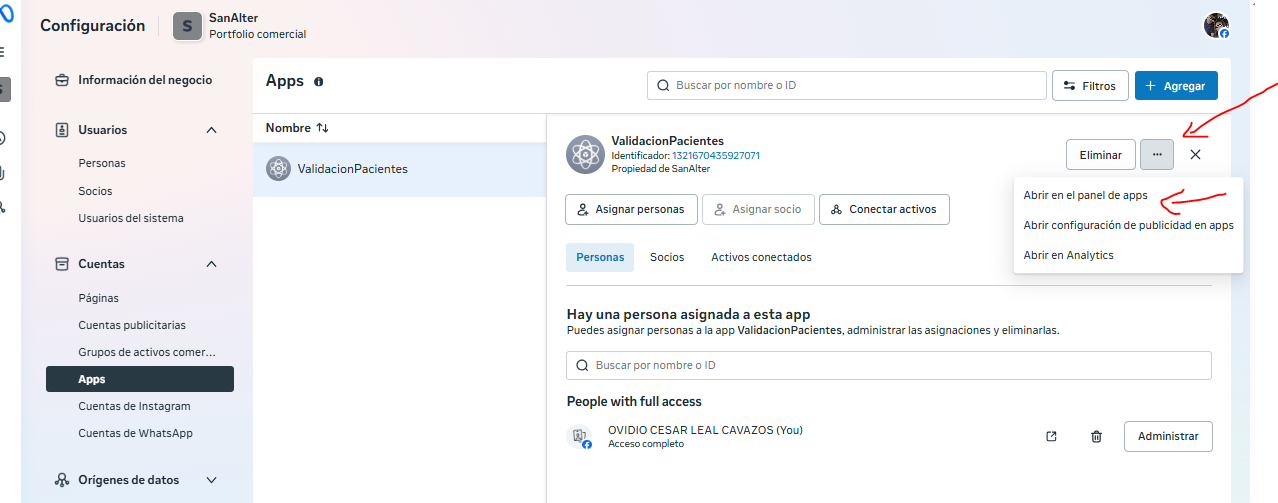 Configuración
S
SanAlter
Portfolio comercial
Información del negocio
Usuarios
Personas
Socios
Usuarios del sistema
Cuentas
Páginas
Cuentas publicitarias
Grupos de activos comer...
Apps
Cuentas de Instagram
Cuentas de WhatsApp
Orígenes de datos
Apps
Buscar por nombre o ID
Filtros
+ Agregar
Nombre
ValidacionPacientes
ValidacionPacientes
Identificador: 1321670435927071
Propiedad de SanAlter
Eliminar
...
Abrir en el panel de apps
Abrir configuración de publicidad en apps
Abrir en Analytics
Asignar personas
Asignar socio
Conectar activos
Personas
Socios
Activos conectados
Hay una persona asignada a esta app
Puedes asignar personas a la app ValidacionPacientes, administrar las asignaciones y eliminarlas.
Buscar por nombre o ID
People with full access
OVIDIO CESAR LEAL CAVAZOS (You)
Acceso completo
Administrar